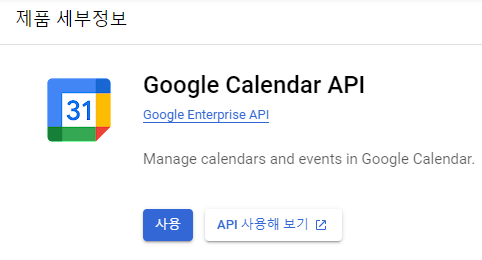 제품 세부정보
31
Google Calendar API
Google Enterprise API
Manage calendars and events in Google Calendar.
사용
API 사용해 보기